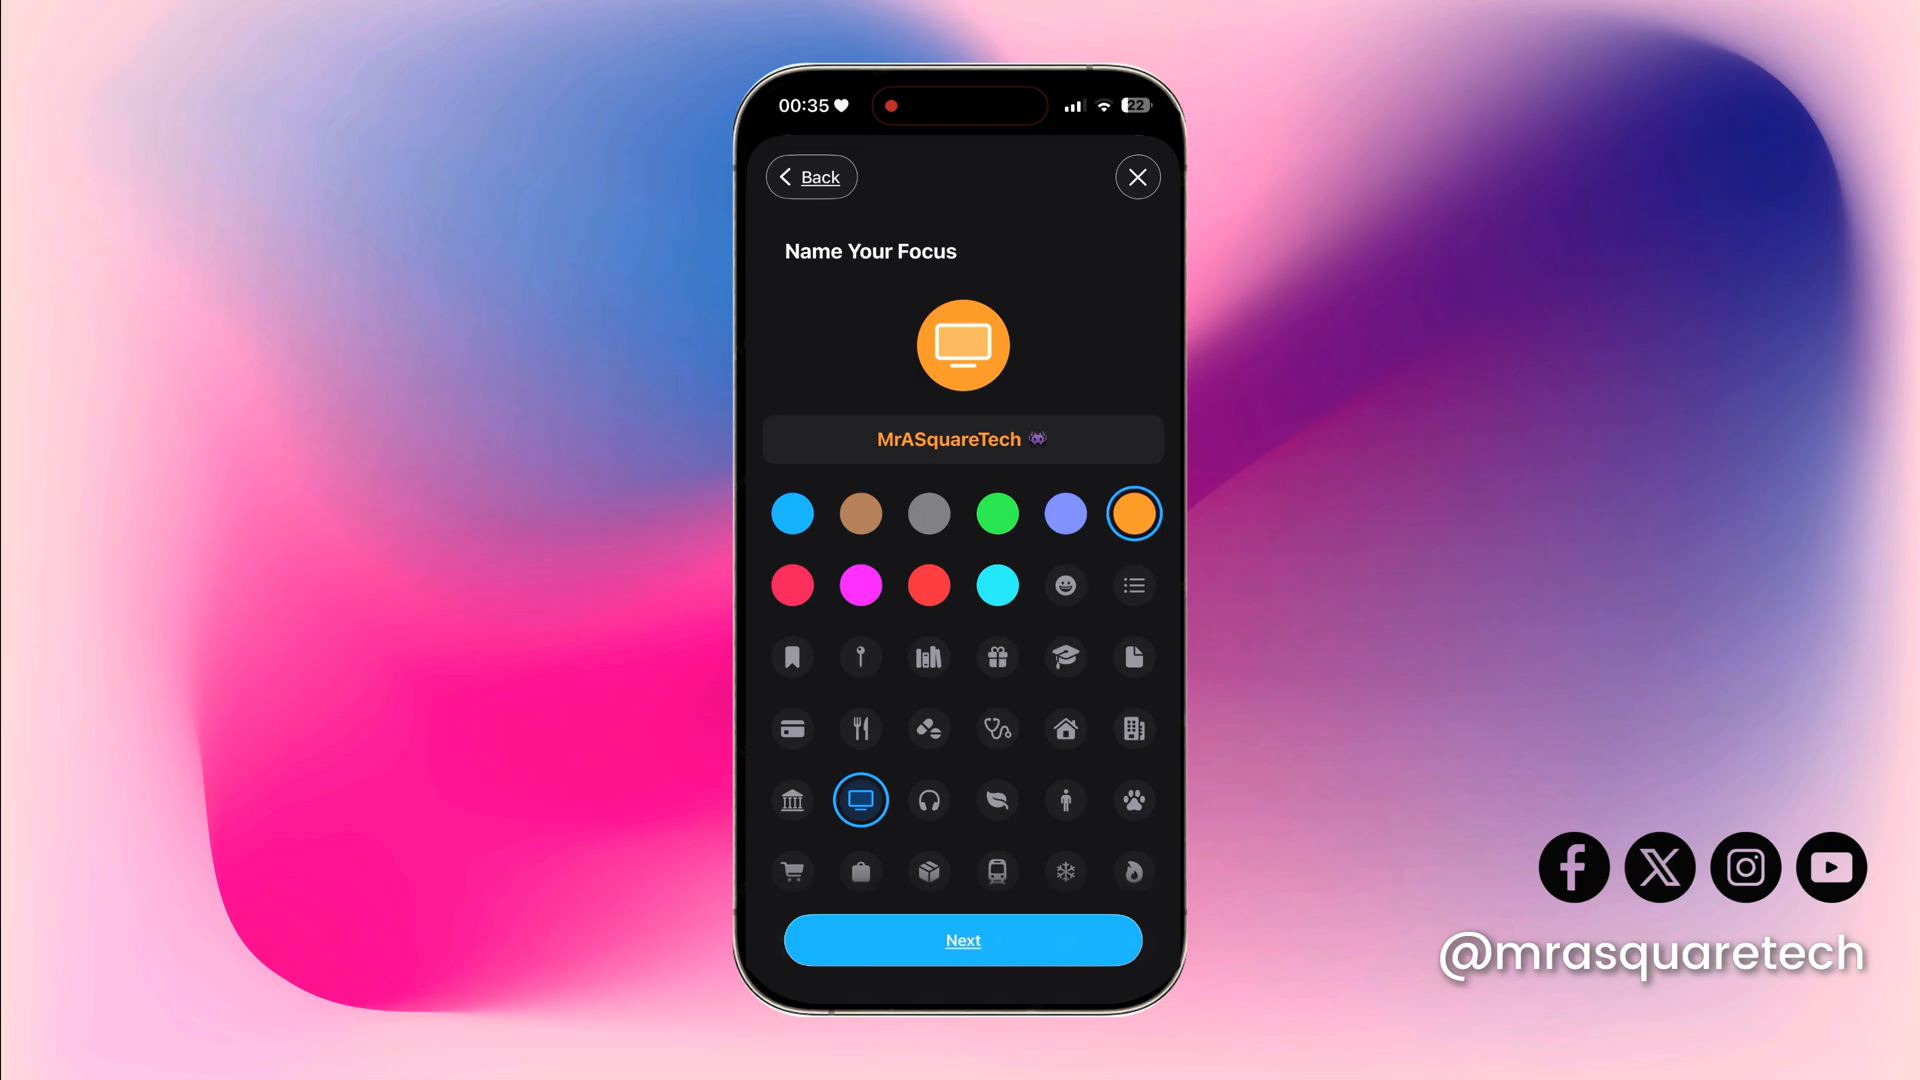 00:35
22
Back
Name Your Focus
MrASquareTech 👾
Next
@mrasquaretech